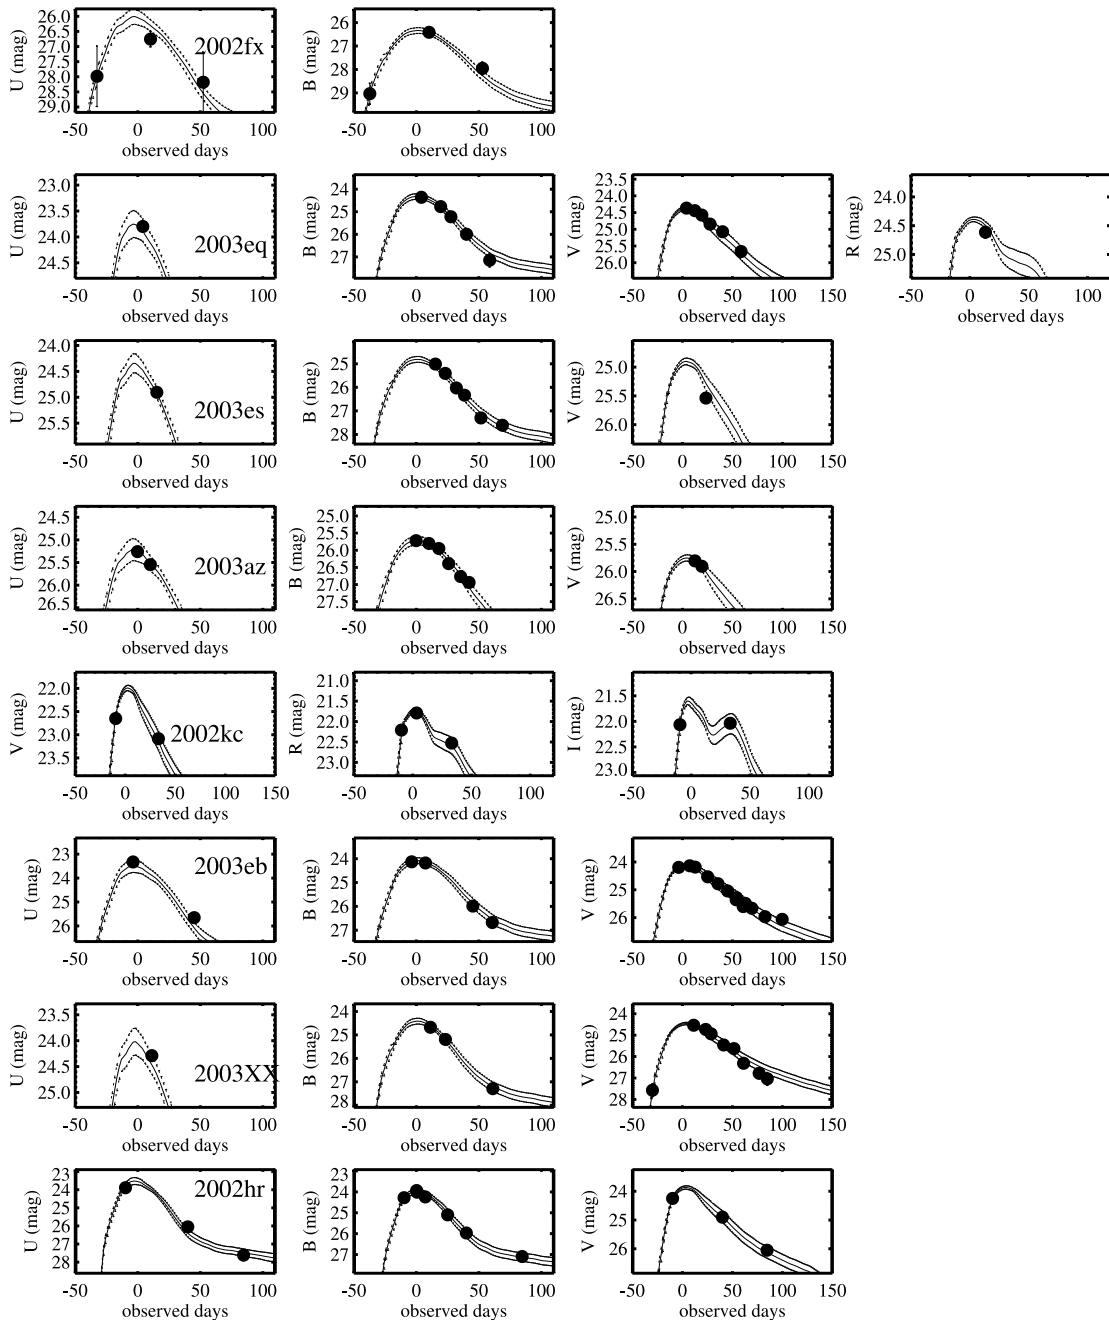 26.0
26.5
27.0
27.5
28.0
28.5
29.0
U (mag)
2002fx
-50 0 50 100
observed days
26
27
28
29
B (mag)
-50 0 50 100
observed days
23.0
23.5
24.0
24.5
U (mag)
2003eq
-50 0 50 100
observed days
24
25
26
27
B (mag)
-50 0 50 100
observed days
23.5
24.0
24.5
25.0
25.5
26.0
V (mag)
-50 0 50 100 150
observed days
24.0
24.5
25.0
R (mag)
-50 0 50 100
observed days
24.0
24.5
25.0
25.5
U (mag)
2003es
-50 0 50 100
observed days
25
26
27
28
B (mag)
-50 0 50 100
observed days
25.0
25.5
26.0
V (mag)
-50 0 50 100 150
observed days
24.5
25.0
25.5
26.0
26.5
U (mag)
2003az
-50 0 50 100
observed days
25.0
25.5
26.0
26.5
27.0
27.5
B (mag)
-50 0 50 100
observed days
25.0
25.5
26.0
26.5
V (mag)
-50 0 50 100 150
observed days
22.0
22.5
23.0
23.5
V (mag)
2002kc
-50 0 50 100 150
observed days
21.0
21.5
22.0
22.5
23.0
R (mag)
-50 0 50 100
observed days
21.5
22.0
22.5
23.0
I (mag)
-50 0 50 100
observed days
23
24
25
26
U (mag)
2003eb
-50 0 50 100
observed days
24
25
26
27
B (mag)
-50 0 50 100
observed days
24
25
26
V (mag)
-50 0 50 100 150
observed days
23.5
24.0
24.5
25.0
U (mag)
2003XX
-50 0 50 100
observed days
24
25
26
27
28
B (mag)
-50 0 50 100
observed days
24
25
26
27
28
V (mag)
-50 0 50 100 150
observed days
23
24
25
26
27
28
U (mag)
2002hr
-50 0 50 100
observed days
23
24
25
26
27
B (mag)
-50 0 50 100
observed days
24
25
26
V (mag)
-50 0 50 100 150
observed days